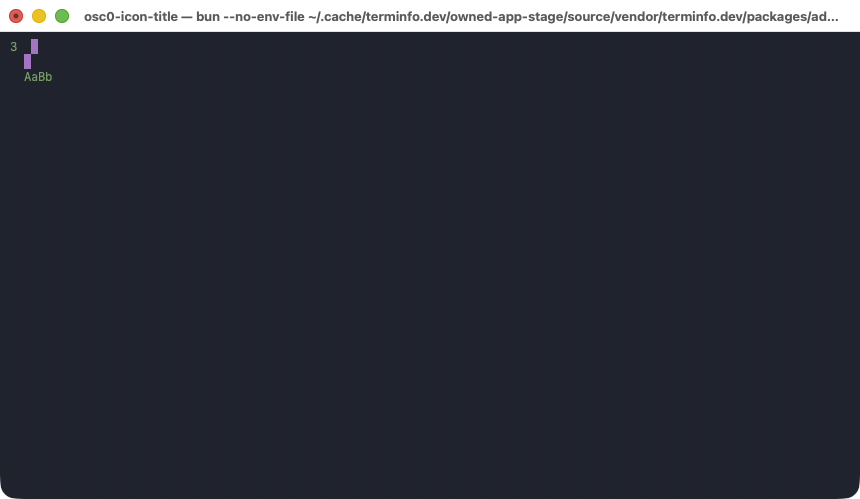 osc0-icon-title — bun --no-env-file ~/.cache/terminfo.dev/owned-app-stage/source/vendor/terminfo.dev/packages/ad...
3
AaBb